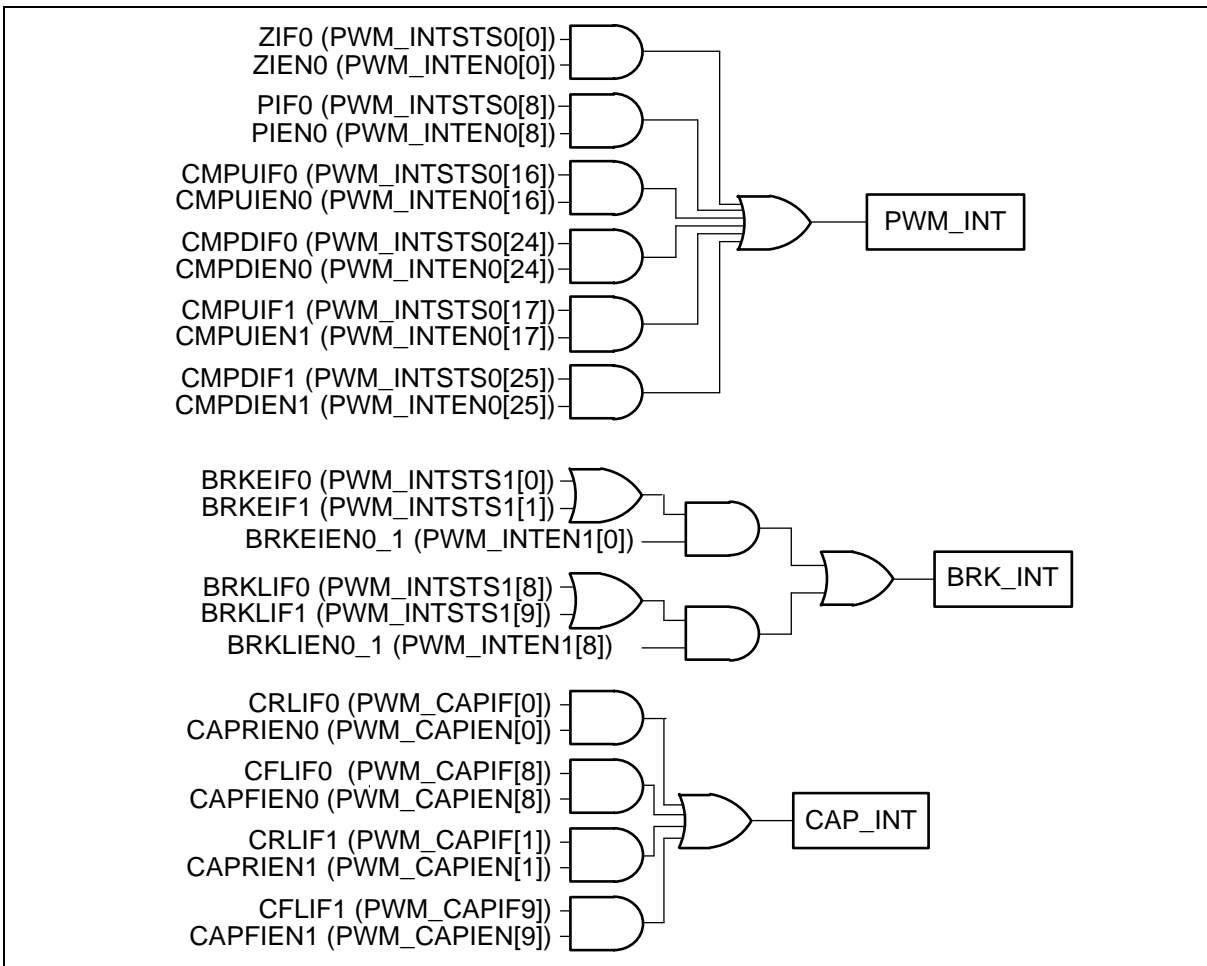 ZIF0 (PWM_INTSTS0[0])
ZIEN0 (PWM_INTEN0[0])
PIF0 (PWM_INTSTS0[8])
PIEN0 (PWM_INTEN0[8])
CMPUIF0 (PWM_INTSTS0[16])
CMPUIEN0 (PWM_INTEN0[16])
CMPDIF0 (PWM_INTSTS0[24])
CMPDIEN0 (PWM_INTEN0[24])
CMPUIF1 (PWM_INTSTS0[17])
CMPUIEN1 (PWM_INTEN0[17])
CMPDIF1 (PWM_INTSTS0[25])
CMPDIEN1 (PWM_INTEN0[25])
PWM_INT
BRKEIF0 (PWM_INTSTS1[0])
BRKEIF1 (PWM_INTSTS1[1])
BRKEIEN0_1 (PWM_INTEN1[0])
BRKLIF0 (PWM_INTSTS1[8])
BRKLIF1 (PWM_INTSTS1[9])
BRKLIEN0_1 (PWM_INTEN1[8])
BRK_INT
CRLIF0 (PWM_CAPIF[0])
CAPRIEN0 (PWM_CAPIEN[0])
CFLIF0 (PWM_CAPIF[8])
CAPFIEN0 (PWM_CAPIEN[8])
CRLIF1 (PWM_CAPIF[1])
CAPRIEN1 (PWM_CAPIEN[1])
CFLIF1 (PWM_CAPIF9])
CAPFIEN1 (PWM_CAPIEN[9])
CAP_INT